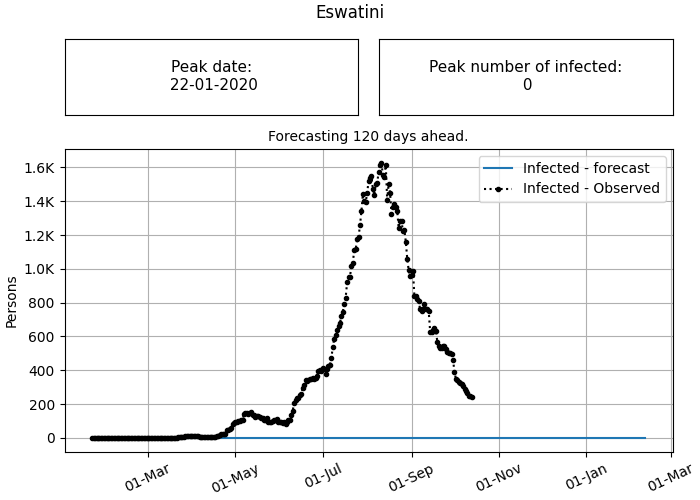 Eswatini
Peak date:
22-01-2020
Peak number of infected:
0
Forecasting 120 days ahead.
Infected - forecast
Infected - Observed
Persons
1.6K
1.4K
1.2K
1.0K
800
600
400
200
0
01-Mar
01-May
01-Jul
01-Sep
01-Nov
01-Jan
01-Mar